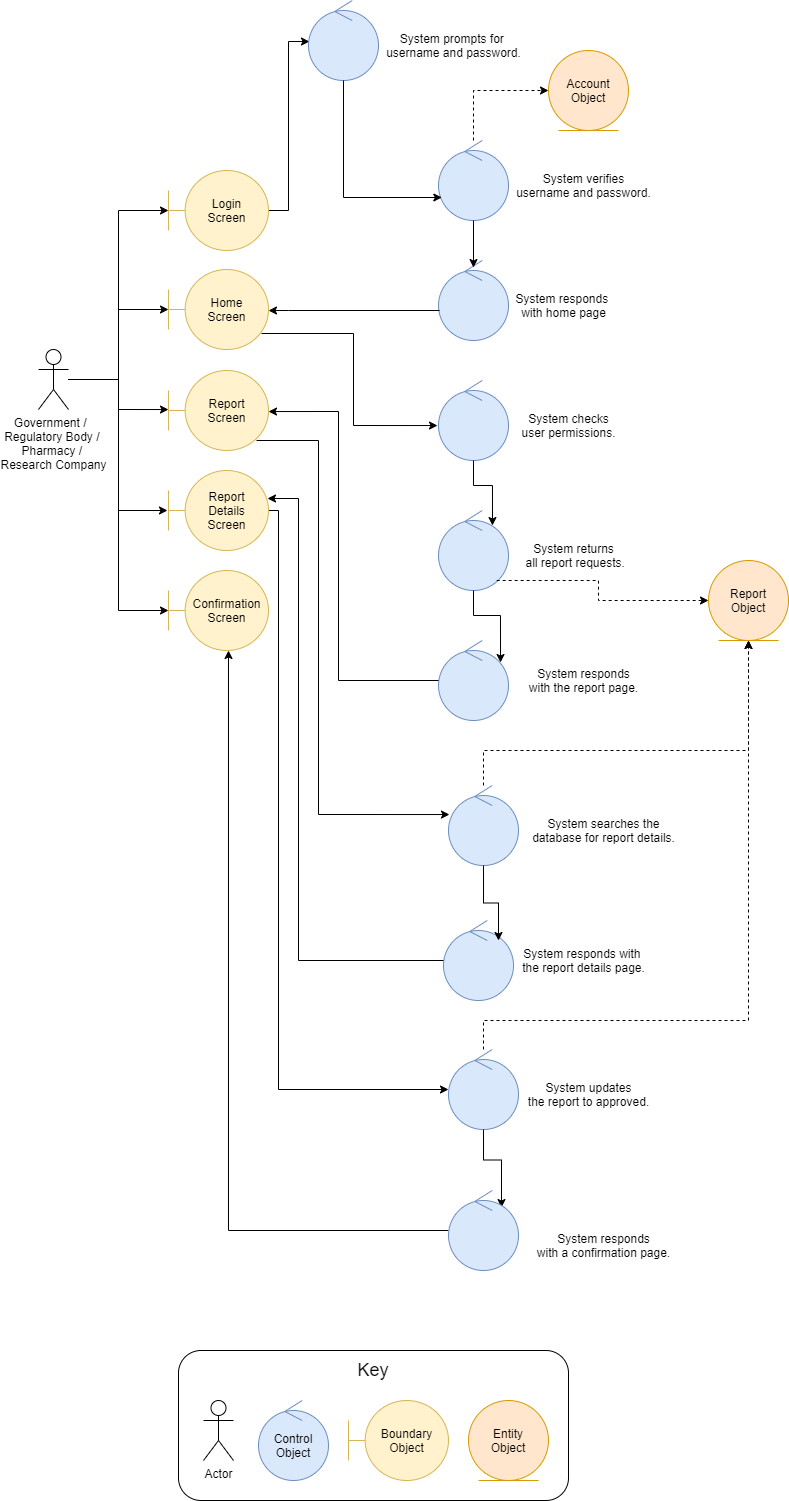 System prompts for
username and password.
Account
Object
System verifies
username and password.
Login
Screen
Home
Screen
System responds
with home page
Government /
Regulatory Body /
Pharmacy /
Research Company
Report
Screen
System checks
user permissions.
Report
Details
Screen
System returns
all report requests.
Report
Object
Confirmation
Screen
System responds
with the report page.
System searches the
database for report details.
System responds with
the report details page.
System updates
the report to approved.
System responds
with a confirmation page.
Key
Actor
Control
Object
Boundary
Object
Entity
Object